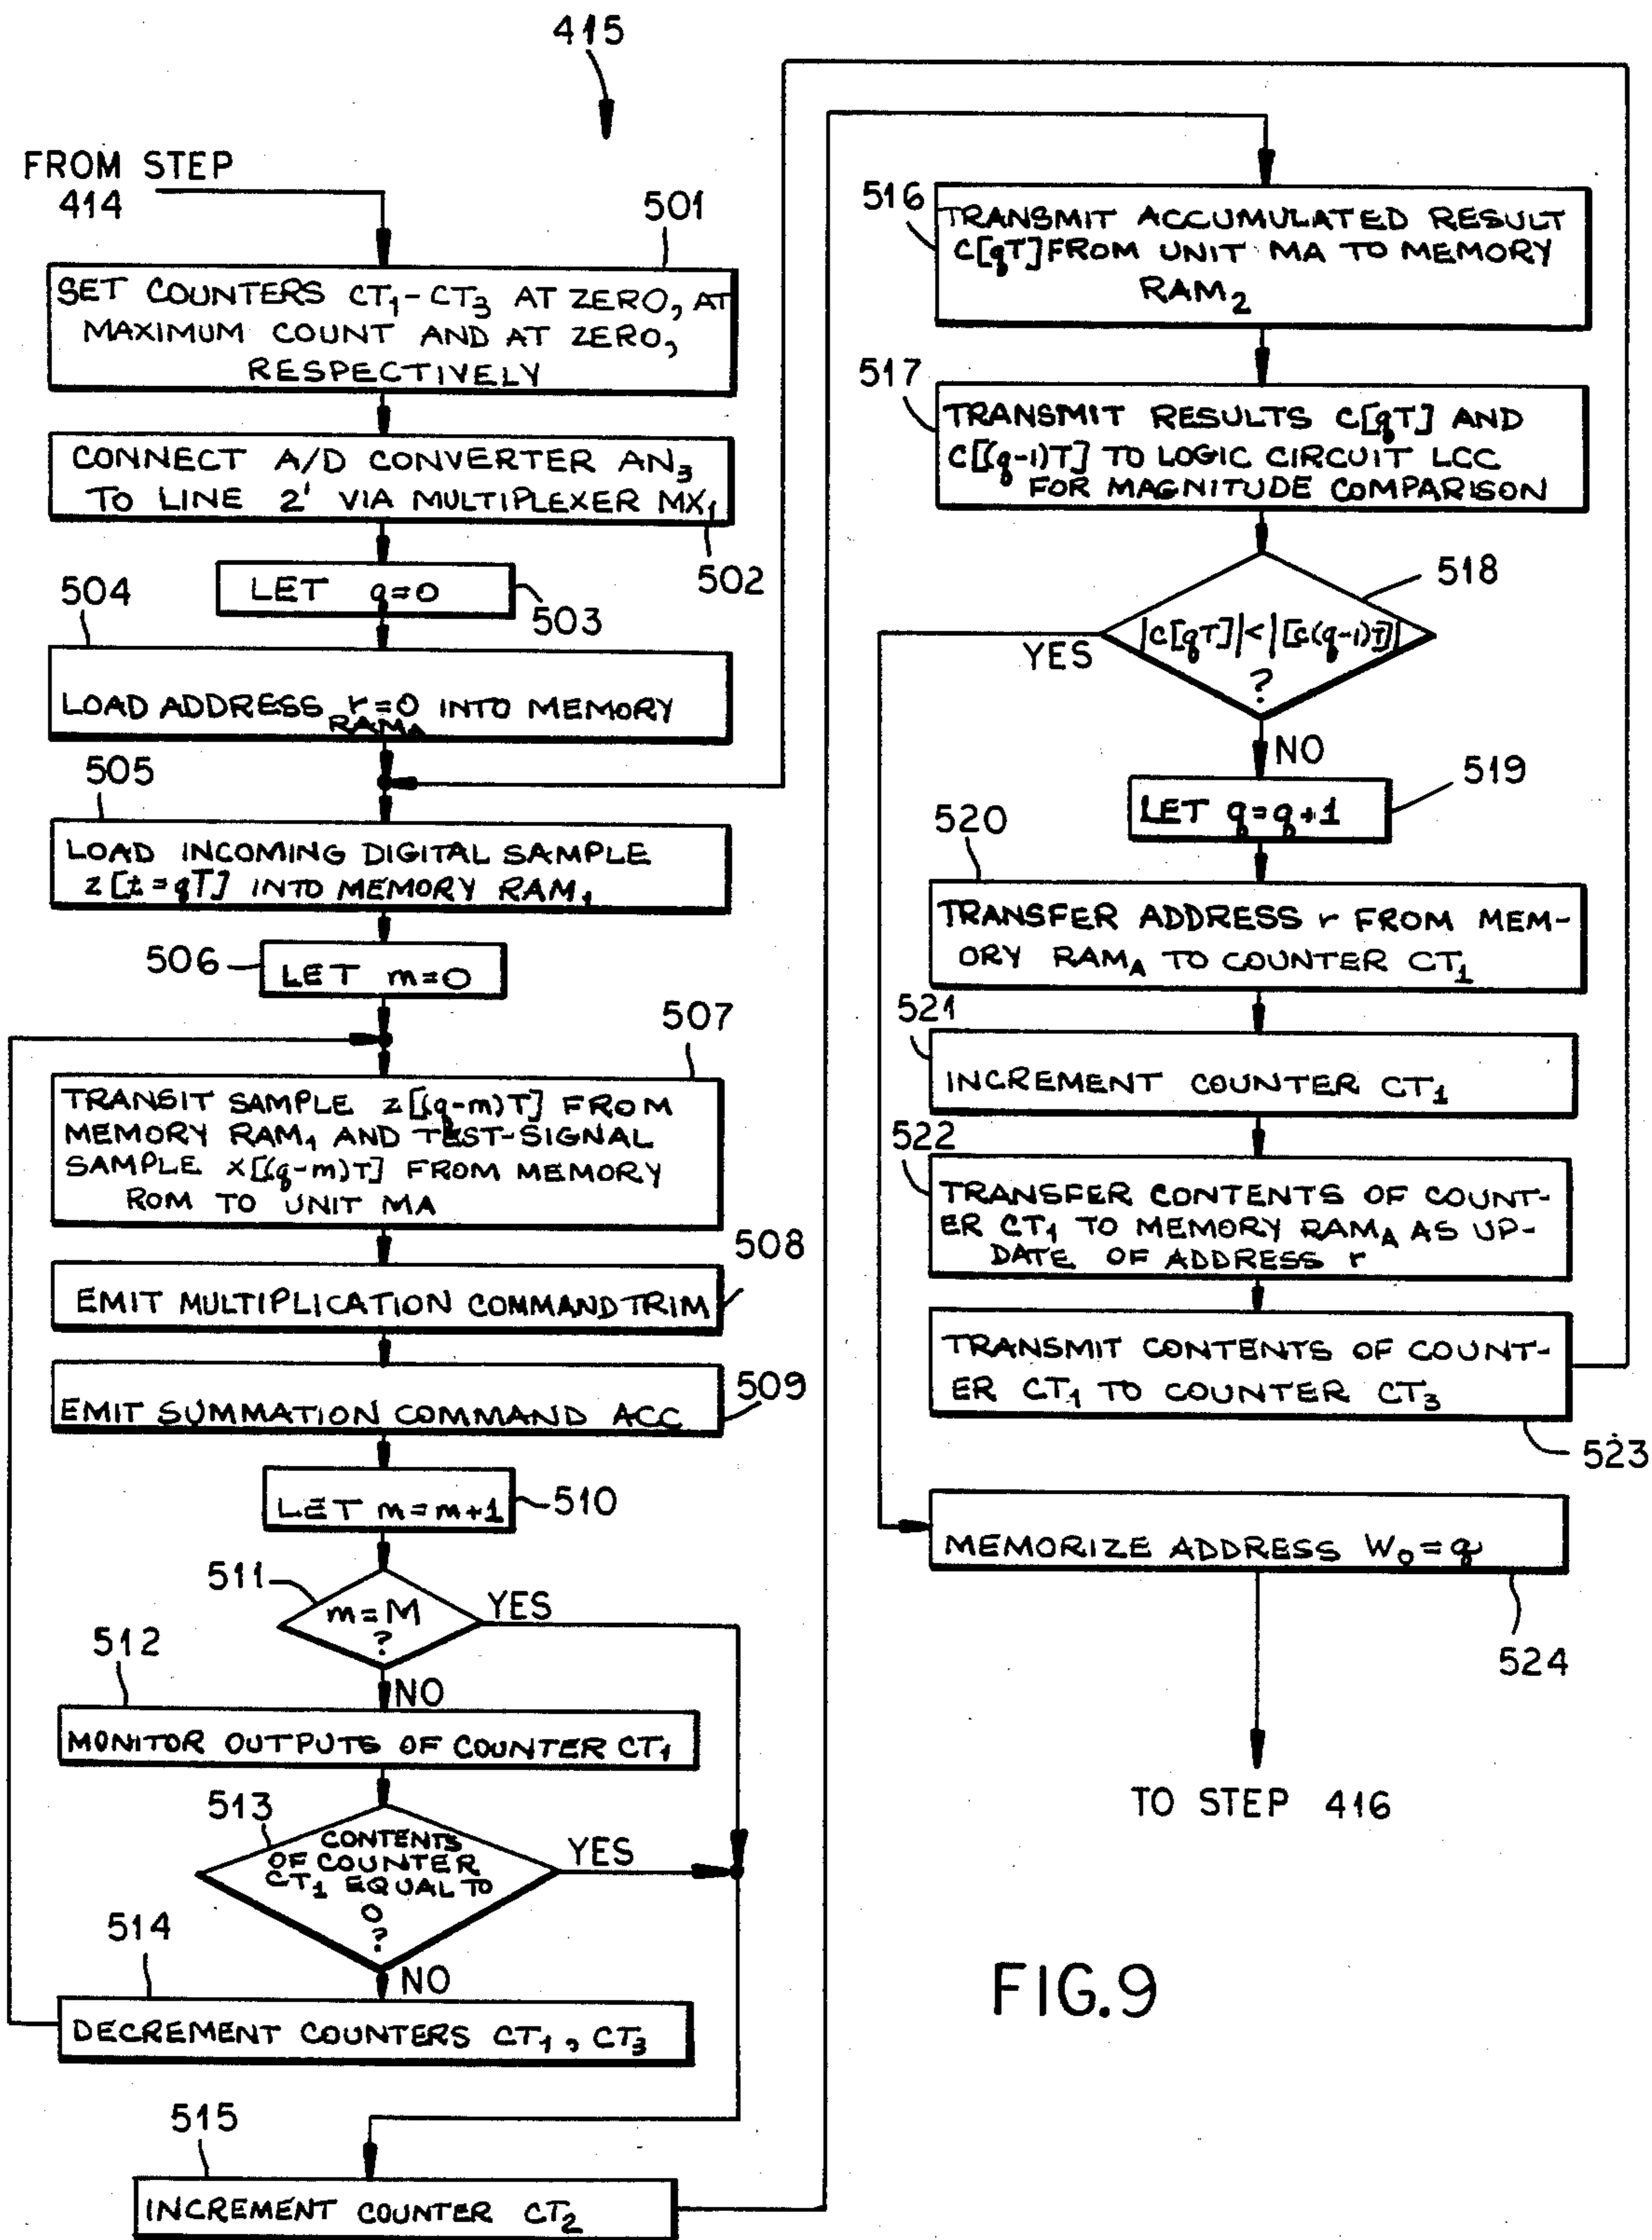 415
FROM STEP
414
501
SET COUNTERS CT₁-CT₃ AT ZERO, AT
MAXIMUM COUNT AND AT ZERO,
RESPECTIVELY
CONNECT A/D CONVERTER AN₃
TO LINE 2' VIA MULTIPLEXER MX₁
502
LET q=0
503
504
LOAD ADDRESS r=0 INTO MEMORY
RAM_A
505
LOAD INCOMING DIGITAL SAMPLE
z[t=qT] INTO MEMORY RAM₁
506
LET m=0
507
TRANSIT SAMPLE z[(q-m)T] FROM
MEMORY RAM₁ AND TEST-SIGNAL
SAMPLE x[(q-m)T] FROM MEMORY
ROM TO UNIT MA
508
EMIT MULTIPLICATION COMMAND TRIM
509
EMIT SUMMATION COMMAND ACC
LET m=m+1
510
511
m=M
?
YES
NO
512
MONITOR OUTPUTS OF COUNTER CT₁
513
CONTENTS
OF COUNTER
CT₁ EQUAL TO
0
?
YES
NO
514
DECREMENT COUNTERS CT₁, CT₃
515
INCREMENT COUNTER CT₂
516
TRANSMIT ACCUMULATED RESULT
C[qT] FROM UNIT MA TO MEMORY
RAM₂
517
TRANSMIT RESULTS C[qT] AND
C[(q-1)T] TO LOGIC CIRCUIT LCC
FOR MAGNITUDE COMPARISON
518
|C[qT]|<|[C(q-1)T]|
?
YES
NO
519
LET q=q+1
520
TRANSFER ADDRESS r FROM MEM-
ORY RAM_A TO COUNTER CT₁
521
INCREMENT COUNTER CT₁
522
TRANSFER CONTENTS OF COUNT-
ER CT₁ TO MEMORY RAM_A AS UP-
DATE OF ADDRESS r
TRANSMIT CONTENTS OF COUNT-
ER CT₁ TO COUNTER CT₃
523
MEMORIZE ADDRESS W₀=q
524
TO STEP 416
FIG.9